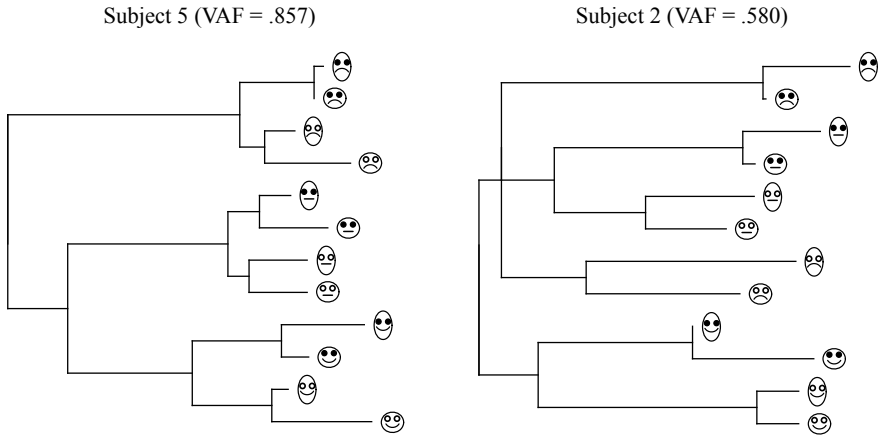 Subject 5 (VAF = .857)
Subject 2 (VAF = .580)